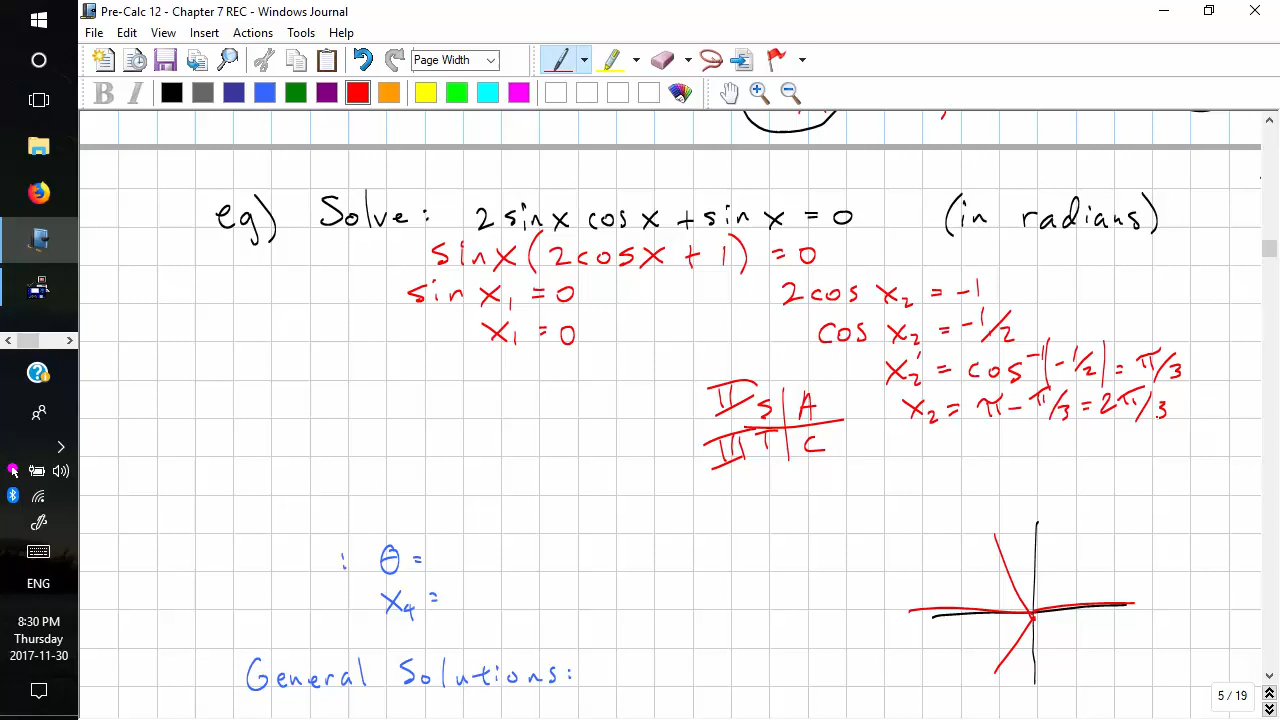 Pre-Calc 12 - Chapter 7 REC - Windows Journal
File Edit View Insert Actions Tools Help
Page Width
B I
eg) Solve: 2 sin x cos x + sin x = 0 (in radians)
sin x (2 cos x + 1) = 0
sin x₁ = 0 2 cos x₂ = -1
x₁ = 0 cos x₂ = -1/2
x₂' = cos⁻¹(-1/2) = π/3
x₂ = π - π/3 = 2π/3
II S A
III T C
: θ =
x₄ =
General Solutions:
ENG
8:30 PM
Thursday
2017-11-30
5 / 19